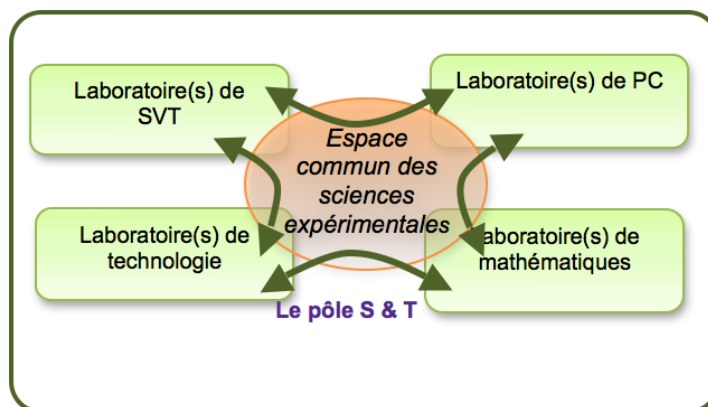 Laboratoire(s) de
SVT
Laboratoire(s) de PC
Espace
commun des
sciences
expérimentales
Laboratoire(s) de
technologie
Laboratoire(s) de
mathématiques
Le pôle S & T